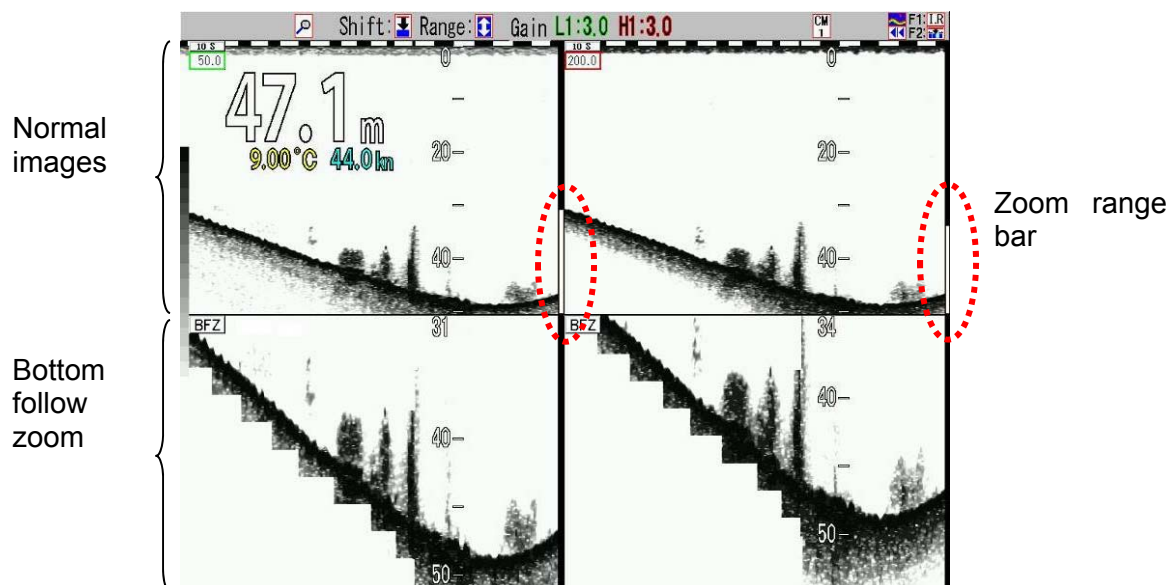 Shift: Range: Gain L1:3.0 H1:3.0 CM 1 F1: I.R F2:
10 S
50.0
0
47.1 m
9.00°C 44.0kn
20
40
10 S
200.0
0
20
40
Normal
images
Zoom range
bar
BFZ
31
40
50
BFZ
34
40
50
Bottom
follow
zoom